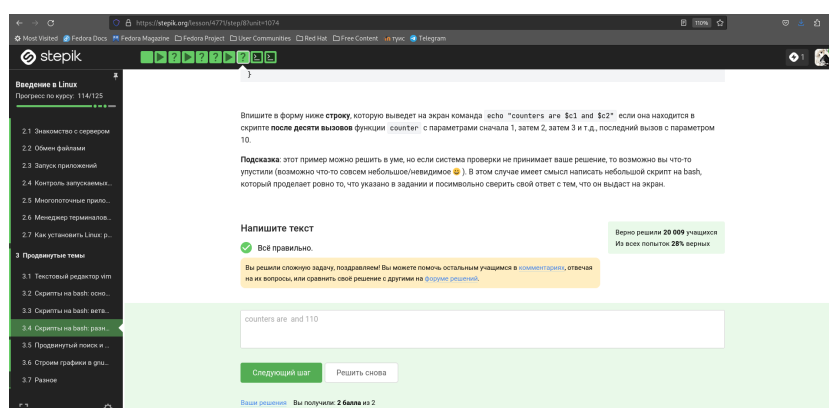 https://stepik.org/lesson/4771/step/8?unit=1074
110%
Most Visited Fedora Docs Fedora Magazine Fedora Project User Communities Red Hat Free Content Telegram
stepik
1
Введение в Linux
Прогресс по курсу: 114/125
2.1 Знакомство с сервером
2.2 Обмен файлами
2.3 Запуск приложений
2.4 Контроль запускаемых...
2.5 Многопоточные прило...
2.6 Менеджер терминалов...
2.7 Как установить Linux: р...
3 Продвинутые темы
3.1 Текстовый редактор vim
3.2 Скрипты на bash: осно...
3.3 Скрипты на bash: ветв...
3.4 Скрипты на bash: разн...
3.5 Продвинутый поиск и ...
3.6 Строим графики в gnu...
3.7 Разное
}
Впишите в форму ниже строку, которую выведет на экран команда echo "counters are $c1 and $c2" если она находится в
скрипте после десяти вызовов функции counter с параметрами сначала 1, затем 2, затем 3 и т.д., последний вызов с параметром
10.
Подсказка: этот пример можно решить в уме, но если система проверки не принимает ваше решение, то возможно вы что-то
упустили (возможно что-то совсем небольшое/невидимое 😃 ). В этом случае имеет смысл написать небольшой скрипт на bash,
который проделает ровно то, что указано в задании и посимвольно сверить свой ответ с тем, что он выдаст на экран.
Напишите текст
Всё правильно.
Верно решили 20 009 учащихся
Из всех попыток 28% верных
Вы решили сложную задачу, поздравляем! Вы можете помочь остальным учащимся в комментариях, отвечая
на их вопросы, или сравнить своё решение с другими на форуме решений.
counters are and 110
Следующий шаг Решить снова
Ваши решения Вы получили: 2 балла из 2